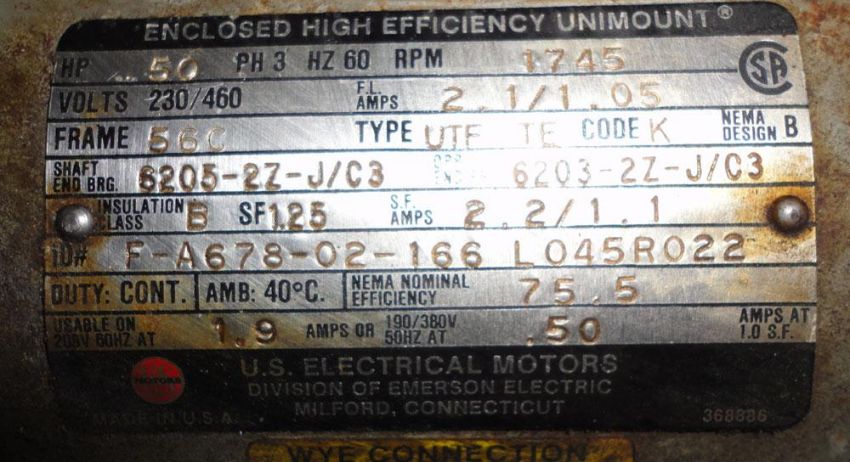 ENCLOSED HIGH EFFICIENCY UNIMOUNT®
HP .50 PH 3 HZ 60 RPM 1745
VOLTS 230/460 F.L. AMPS 2.1/1.05
FRAME 56C TYPE UTF TE CODE K NEMA DESIGN B
SHAFT END BRG. 6205-2Z-J/C3 6203-2Z-J/C3
INSULATION CLASS B SF 1.25 S.F. AMPS 2.2/1.1
ID# F-A678-02-166 L045R022
DUTY: CONT. AMB: 40°C. NEMA NOMINAL EFFICIENCY 75.5
USABLE ON 208V 60HZ AT 1.9 AMPS OR 190/380V 50HZ AT .50 AMPS AT 1.0 S.F.
U.S. ELECTRICAL MOTORS
DIVISION OF EMERSON ELECTRIC
MILFORD, CONNECTICUT
MADE IN U.S.A. 368886
WYE CONNECTION